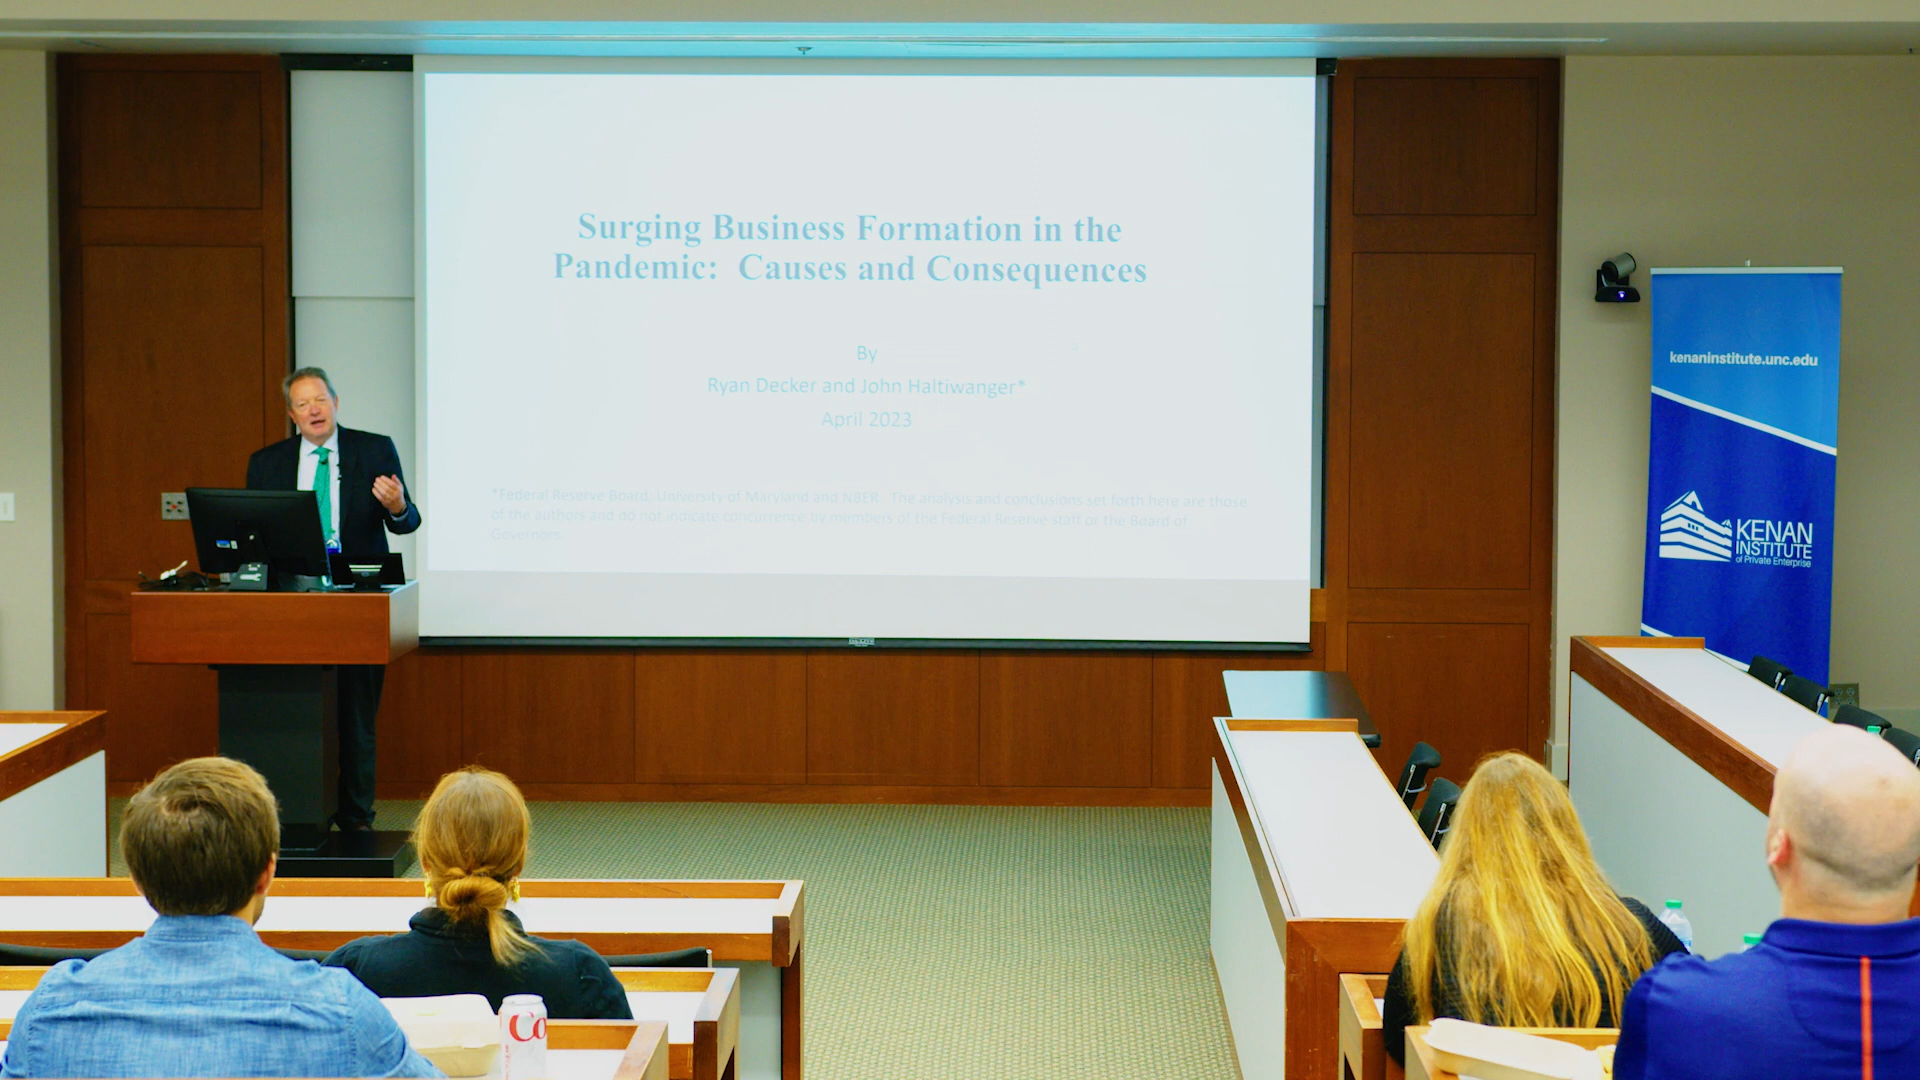 Surging Business Formation in the
Pandemic: Causes and Consequences
By
Ryan Decker and John Haltiwanger*
April 2023
*Federal Reserve Board, University of Maryland and NBER. The analysis and conclusions set forth here are those
of the authors and do not indicate concurrence by members of the Federal Reserve staff or the Board of
Governors.
kenaninstitute.unc.edu
KENAN
INSTITUTE
of Private Enterprise
Co